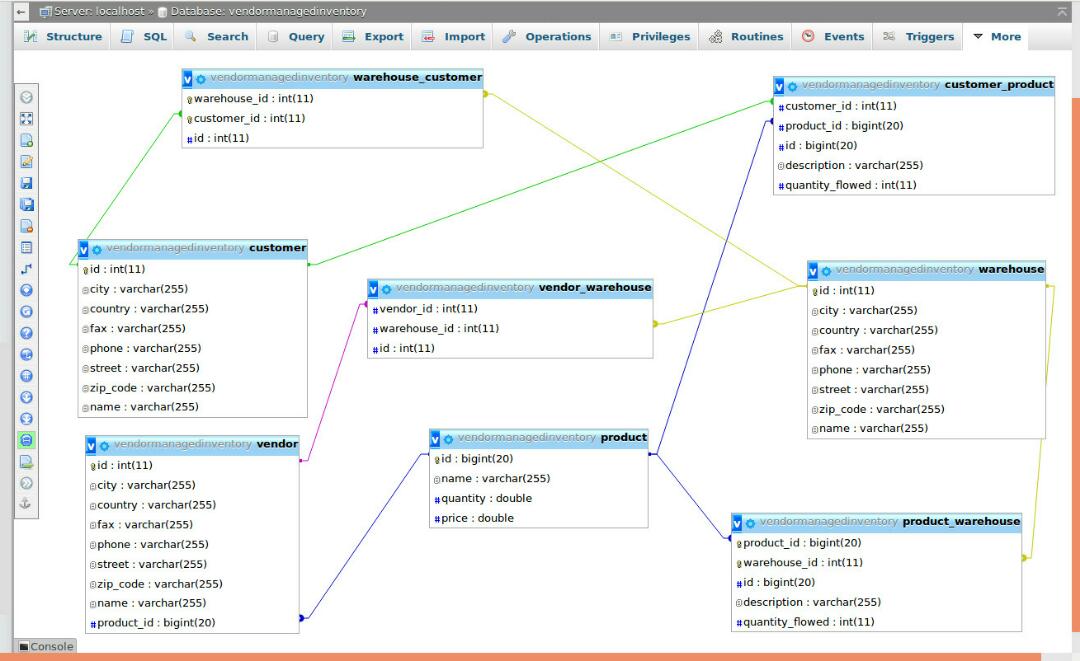 Server: localhost » Database: vendormanagedinventory
Structure SQL Search Query Export Import Operations Privileges Routines Events Triggers More
vendormanagedinventory warehouse_customer
warehouse_id : int(11)
customer_id : int(11)
id : int(11)
vendormanagedinventory customer_product
customer_id : int(11)
product_id : bigint(20)
id : bigint(20)
description : varchar(255)
quantity_flowed : int(11)
vendormanagedinventory customer
id : int(11)
city : varchar(255)
country : varchar(255)
fax : varchar(255)
phone : varchar(255)
street : varchar(255)
zip_code : varchar(255)
name : varchar(255)
vendormanagedinventory vendor_warehouse
vendor_id : int(11)
warehouse_id : int(11)
id : int(11)
vendormanagedinventory warehouse
id : int(11)
city : varchar(255)
country : varchar(255)
fax : varchar(255)
phone : varchar(255)
street : varchar(255)
zip_code : varchar(255)
name : varchar(255)
vendormanagedinventory vendor
id : int(11)
city : varchar(255)
country : varchar(255)
fax : varchar(255)
phone : varchar(255)
street : varchar(255)
zip_code : varchar(255)
name : varchar(255)
product_id : bigint(20)
vendormanagedinventory product
id : bigint(20)
name : varchar(255)
quantity : double
price : double
vendormanagedinventory product_warehouse
product_id : bigint(20)
warehouse_id : int(11)
id : bigint(20)
description : varchar(255)
quantity_flowed : int(11)
Console